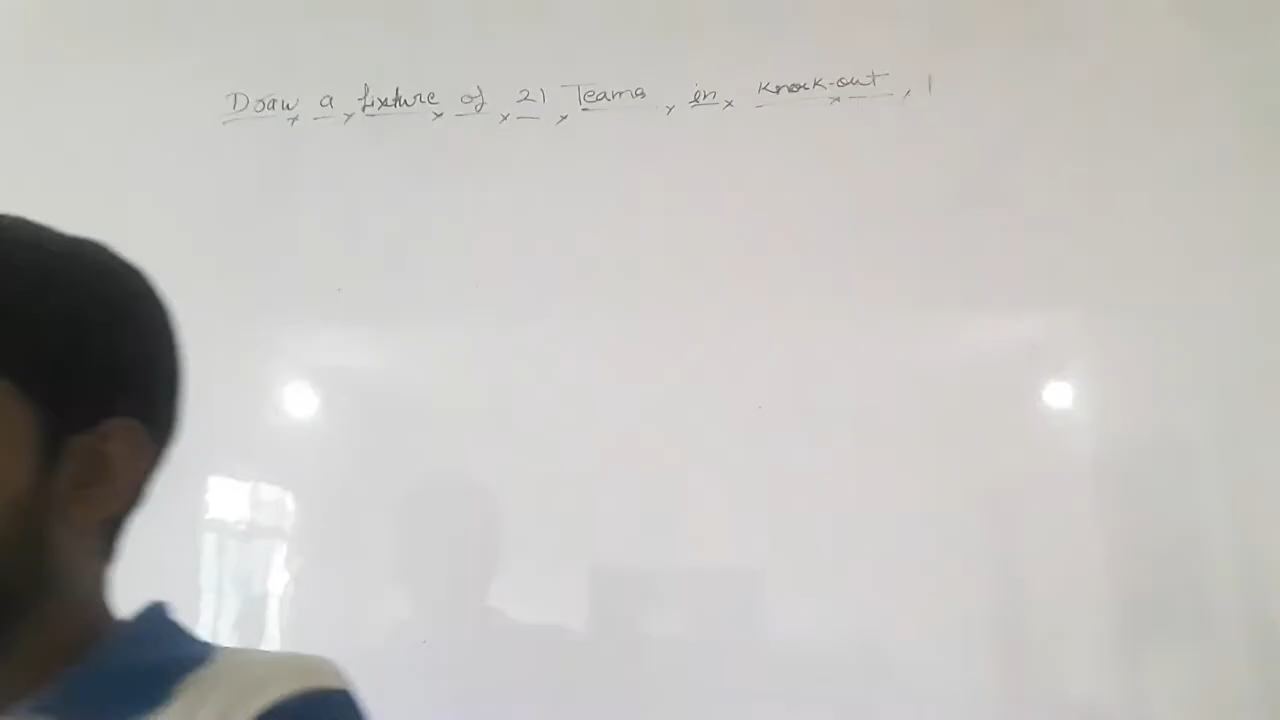 Draw a fixture of 21 Teams, in Knock-out,